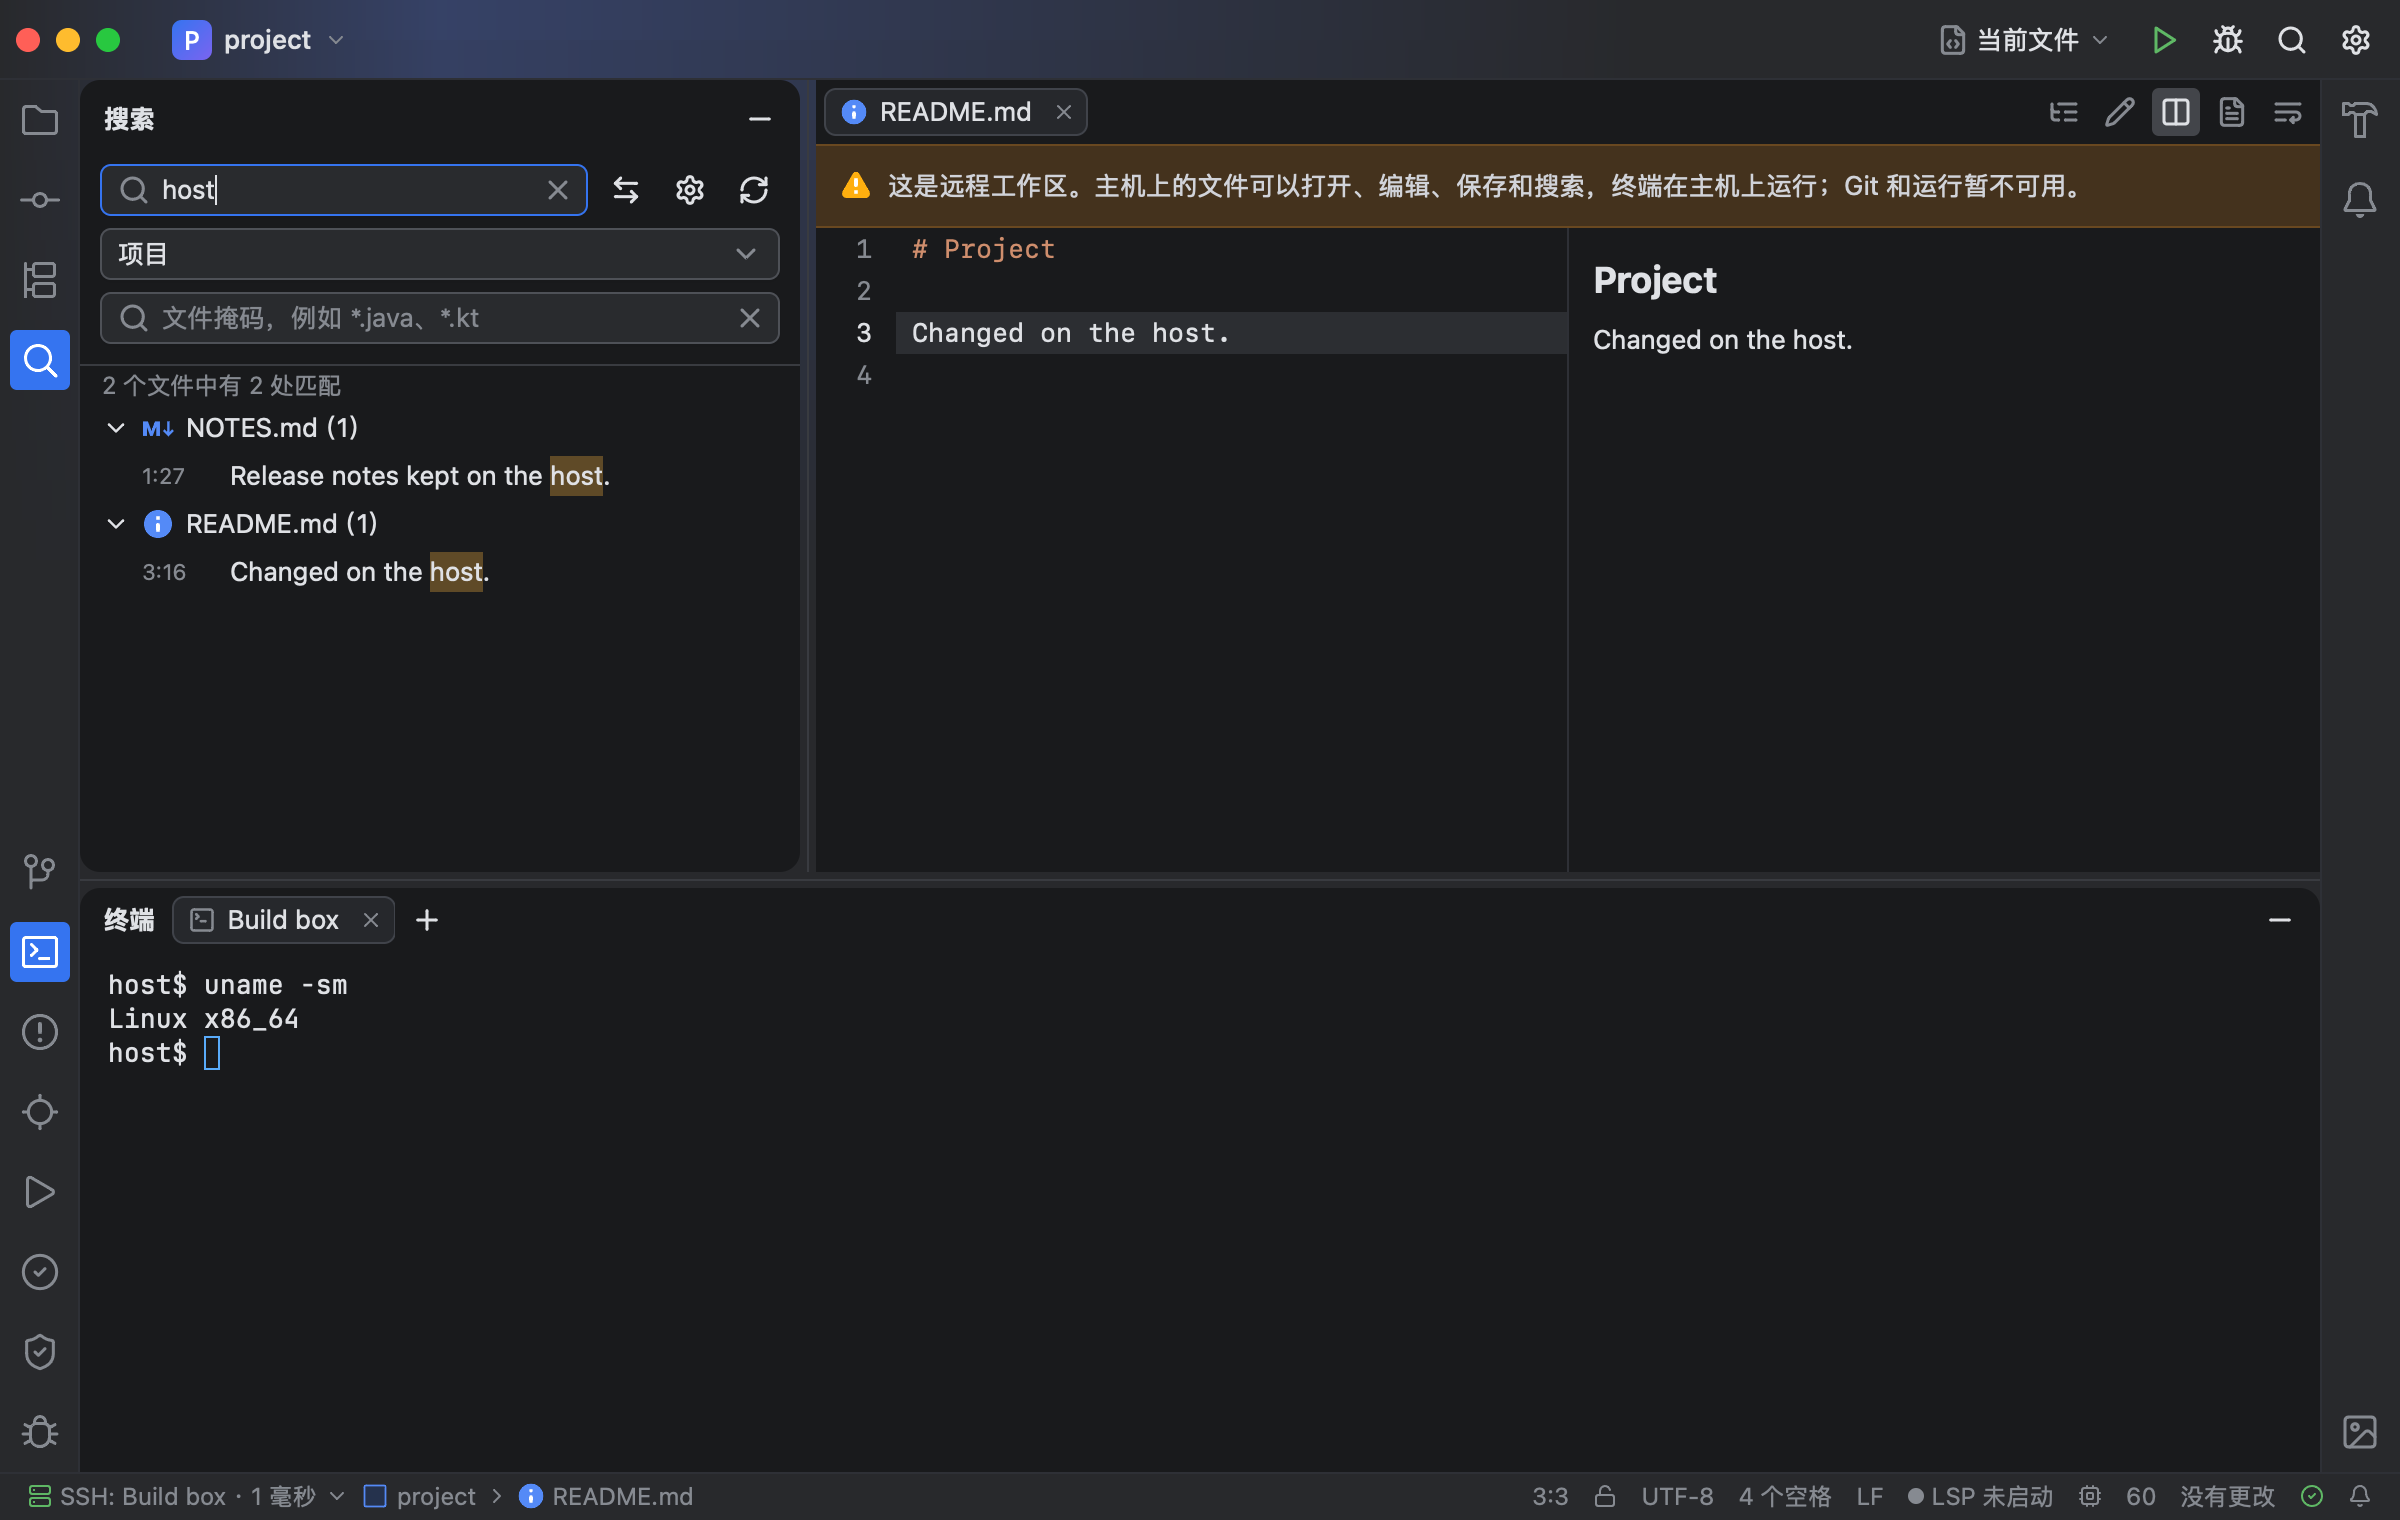 P project
当前文件
搜索
host
项目
文件掩码，例如 *.java、*.kt
2 个文件中有 2 处匹配
M↓ NOTES.md (1)
1:27 Release notes kept on the host.
README.md (1)
3:16 Changed on the host.
README.md
这是远程工作区。主机上的文件可以打开、编辑、保存和搜索，终端在主机上运行；Git 和运行暂不可用。
1 # Project
2
3 Changed on the host.
4
Project
Changed on the host.
终端
Build box
host$ uname -sm
Linux x86_64
host$
SSH: Build box · 1 毫秒 project README.md
3:3 UTF-8 4 个空格 LF LSP 未启动 60 没有更改